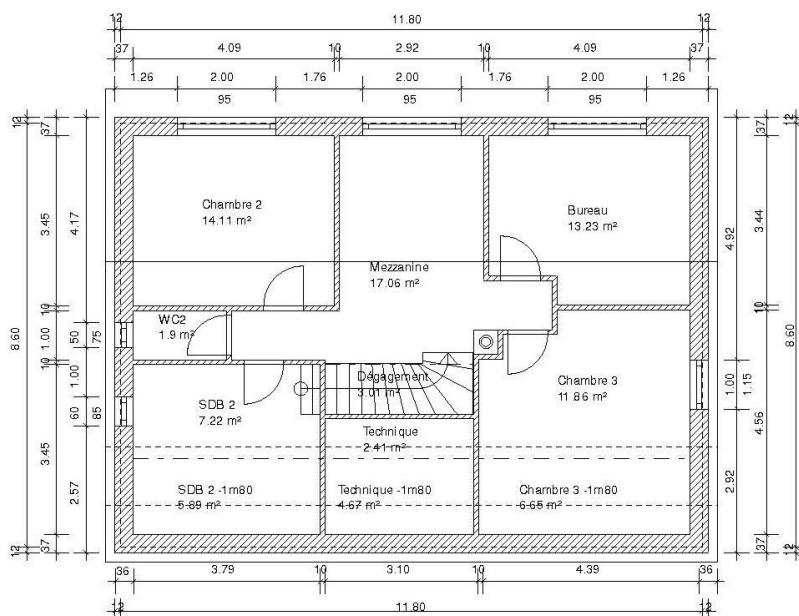 12 11.80 12
37 4.09 10 2.92 10 4.09 37
1.26 2.00 1.76 2.00 1.76 2.00 1.26
95 95 95
12 37
12 37
Chambre 2
14.11 m²
Bureau
13.23 m²
Mezzanine
17.06 m²
3.45 4.17
4.92 3.44
WC2
1.9 m²
8.60 10 1.00 10 50 75
10 8.60
Dégagement
3.01 m²
Chambre 3
11.86 m²
1.00 60 85
1.00 1.15
SDB 2
7.22 m²
Technique
2.41 m²
3.45 2.57
4.56 2.92
SDB 2 -1m80
5.89 m²
Technique -1m80
4.67 m²
Chambre 3 -1m80
6.65 m²
12 37
37 12
36 3.79 10 3.10 10 4.39 36
12 11.80 12